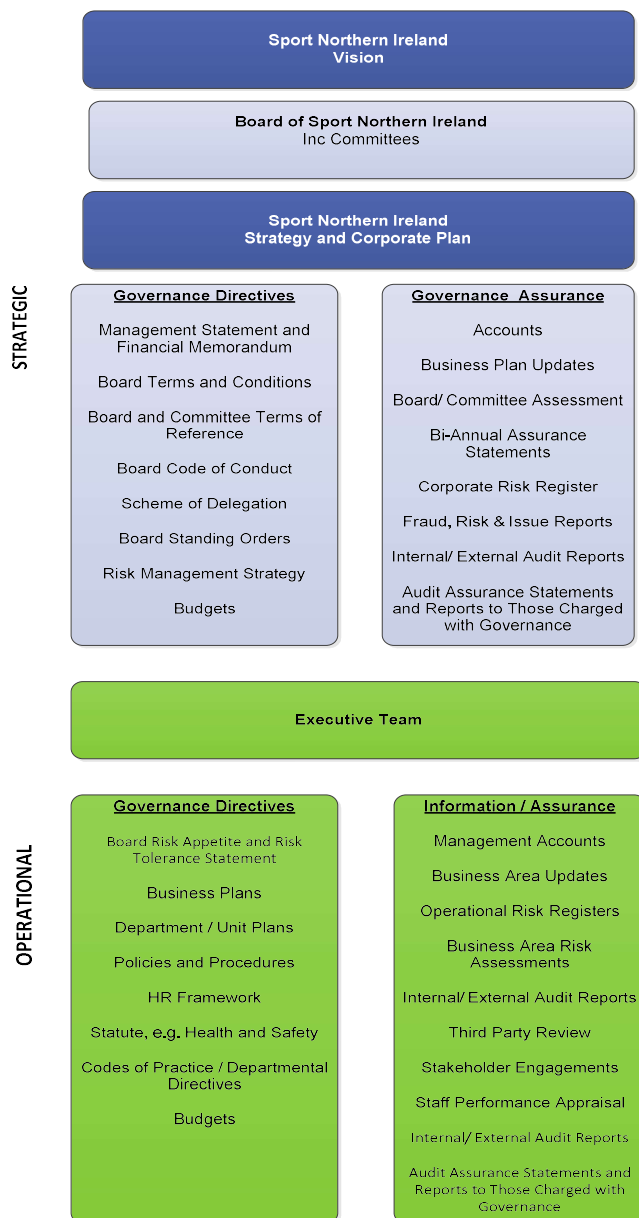 Sport Northern Ireland
Vision
Board of Sport Northern Ireland
Inc Committees
Sport Northern Ireland
Strategy and Corporate Plan
STRATEGIC
Governance Directives
Management Statement and
Financial Memorandum
Board Terms and Conditions
Board and Committee Terms of
Reference
Board Code of Conduct
Scheme of Delegation
Board Standing Orders
Risk Management Strategy
Budgets
Governance Assurance
Accounts
Business Plan Updates
Board/ Committee Assessment
Bi-Annual Assurance
Statements
Corporate Risk Register
Fraud, Risk & Issue Reports
Internal/ External Audit Reports
Audit Assurance Statements
and Reports to Those Charged
with Governance
Executive Team
OPERATIONAL
Governance Directives
Board Risk Appetite and Risk
Tolerance Statement
Business Plans
Department / Unit Plans
Policies and Procedures
HR Framework
Statute, e.g. Health and Safety
Codes of Practice / Departmental
Directives
Budgets
Information / Assurance
Management Accounts
Business Area Updates
Operational Risk Registers
Business Area Risk
Assessments
Internal/ External Audit Reports
Third Party Review
Stakeholder Engagements
Staff Performance Appraisal
Internal/ External Audit Reports
Audit Assurance Statements and
Reports to Those Charged with
Governance